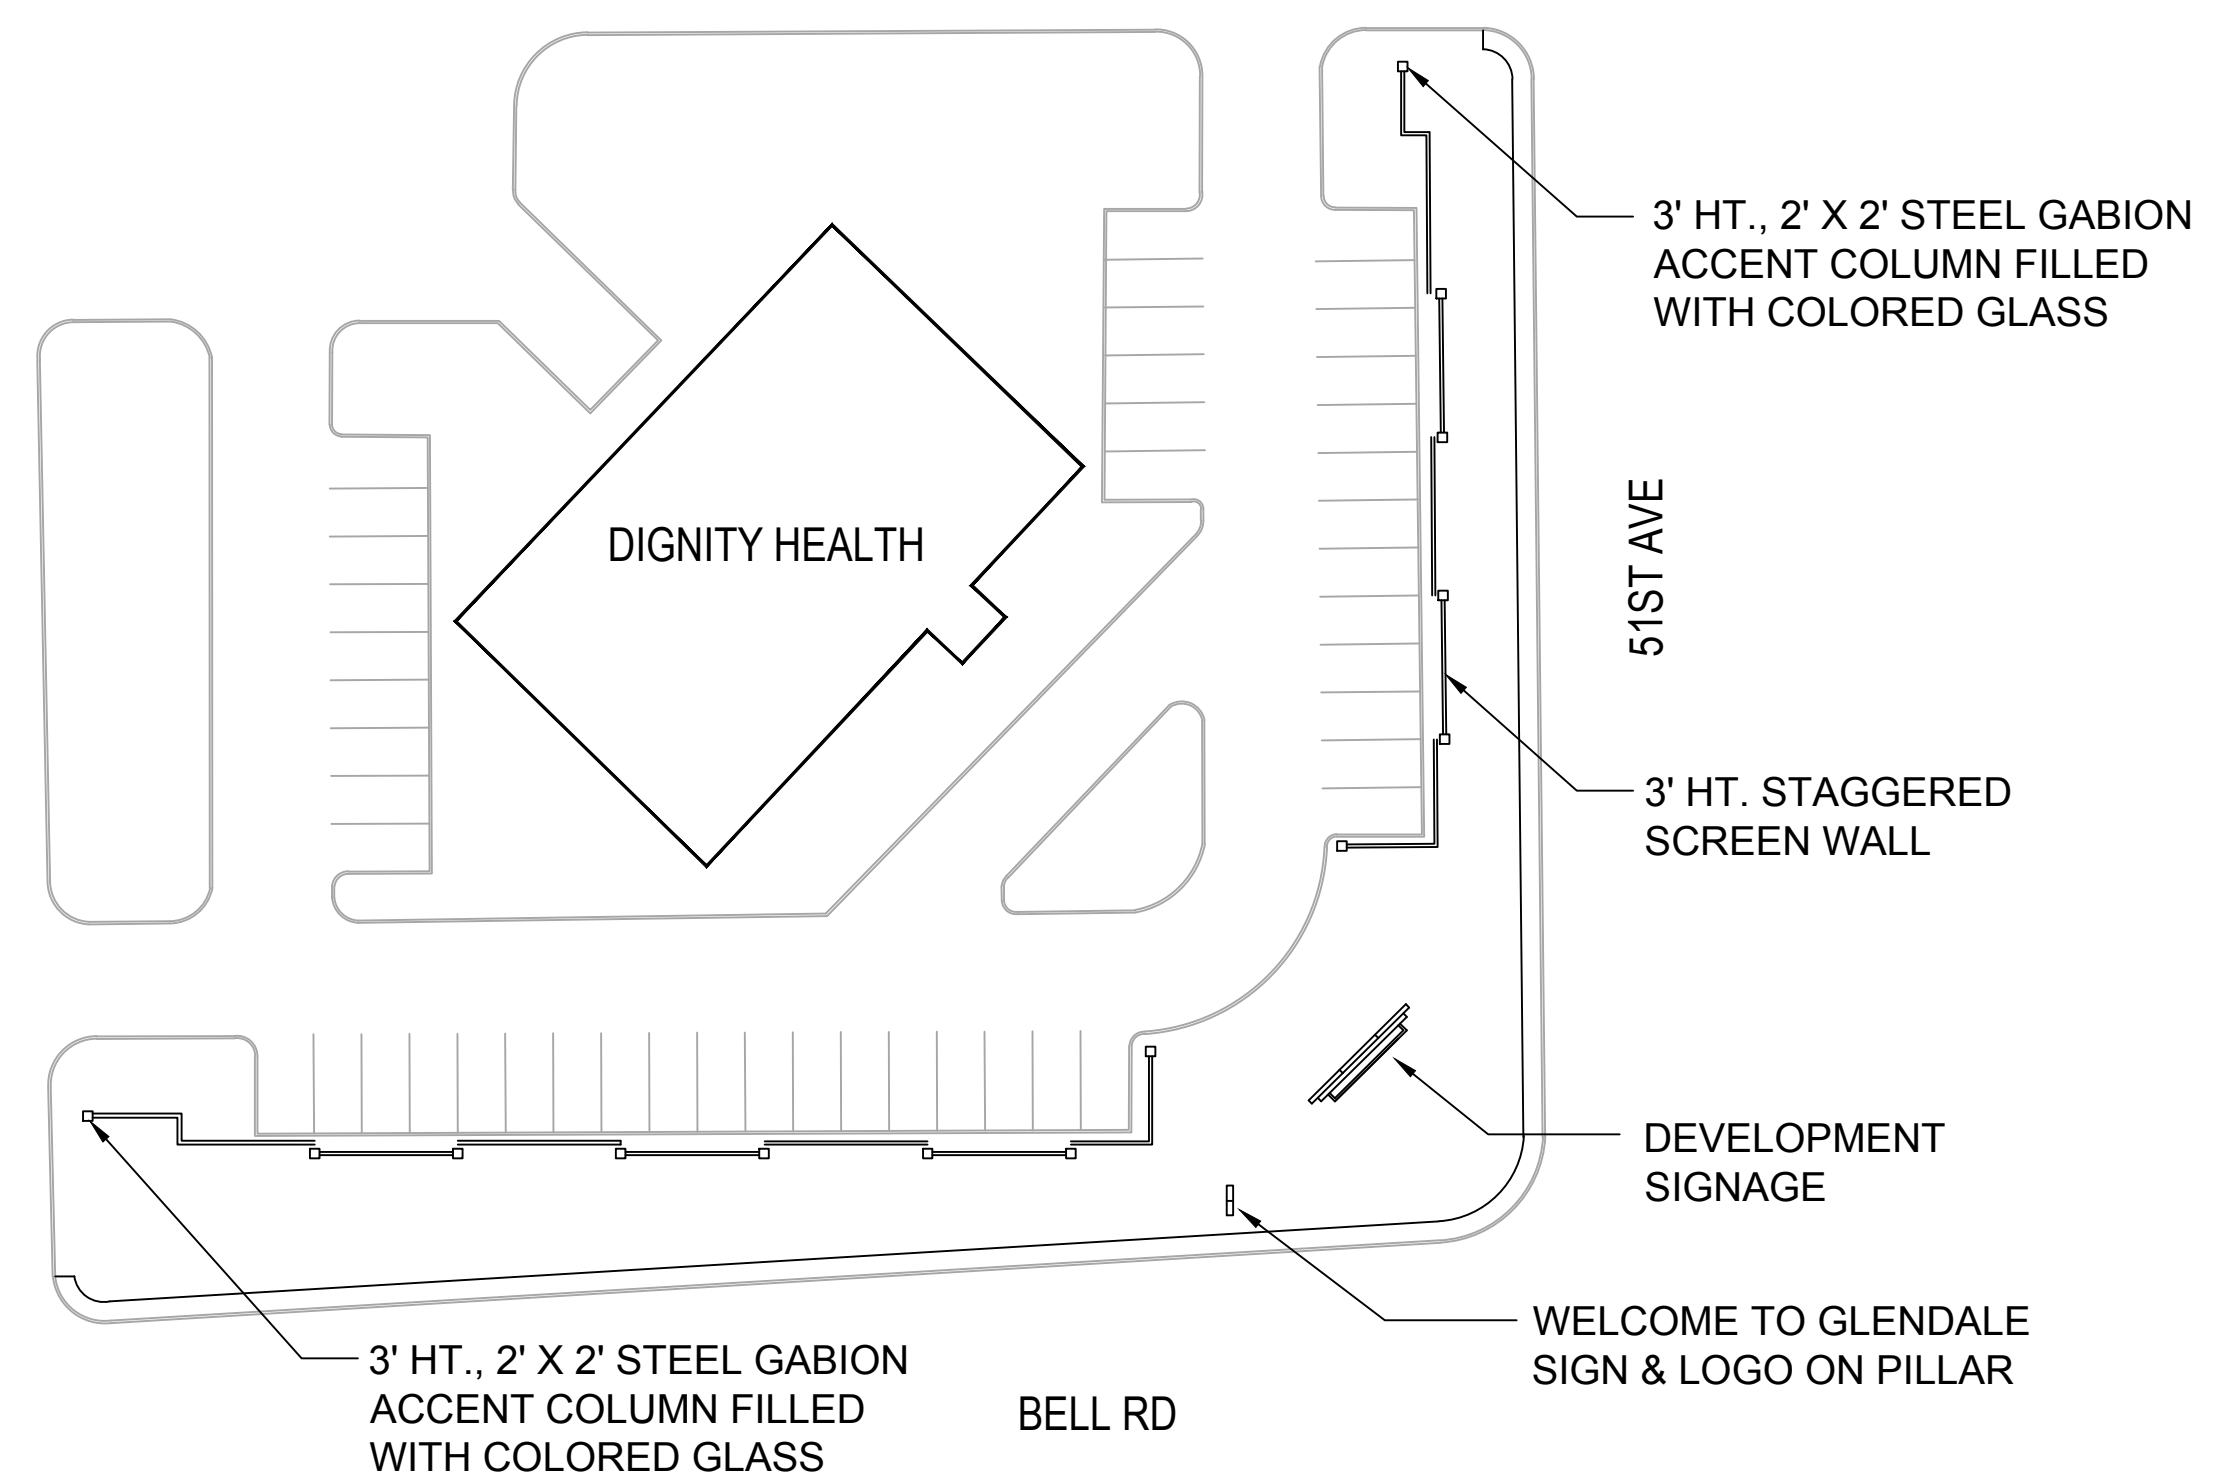 3' HT., 2' X 2' STEEL GABION
ACCENT COLUMN FILLED
WITH COLORED GLASS
DIGNITY HEALTH
51ST AVE
3' HT. STAGGERED
SCREEN WALL
DEVELOPMENT
SIGNAGE
WELCOME TO GLENDALE
SIGN & LOGO ON PILLAR
3' HT., 2' X 2' STEEL GABION
ACCENT COLUMN FILLED
WITH COLORED GLASS
BELL RD